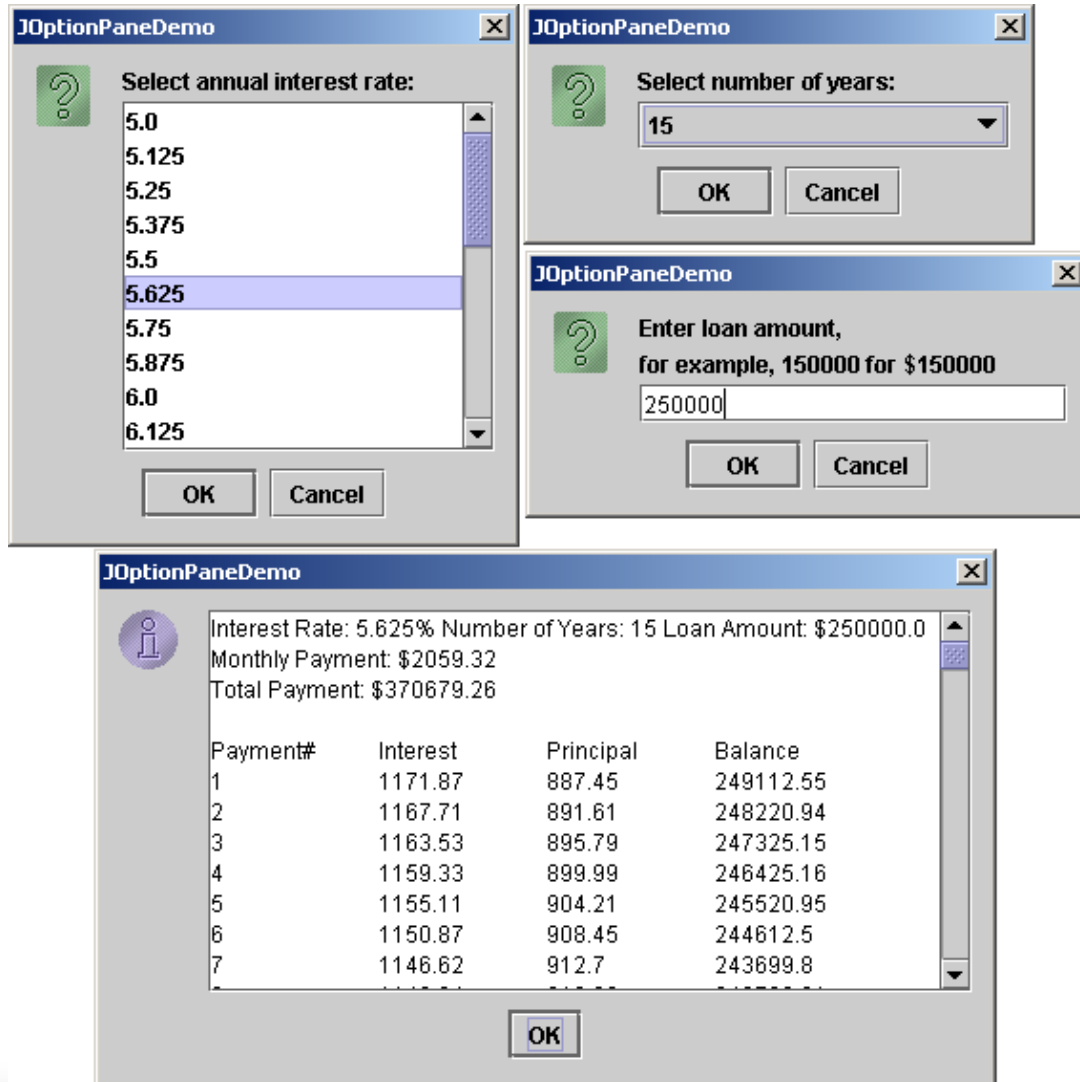 JOptionPaneDemo
Select annual interest rate:
5.0
5.125
5.25
5.375
5.5
5.625
5.75
5.875
6.0
6.125
OK Cancel
JOptionPaneDemo
Select number of years:
15
OK Cancel
JOptionPaneDemo
Enter loan amount,
for example, 150000 for $150000
250000
OK Cancel
JOptionPaneDemo
Interest Rate: 5.625% Number of Years: 15 Loan Amount: $250000.0
Monthly Payment: $2059.32
Total Payment: $370679.26
Payment# Interest Principal Balance
1 1171.87 887.45 249112.55
2 1167.71 891.61 248220.94
3 1163.53 895.79 247325.15
4 1159.33 899.99 246425.16
5 1155.11 904.21 245520.95
6 1150.87 908.45 244612.5
7 1146.62 912.7 243699.8
OK